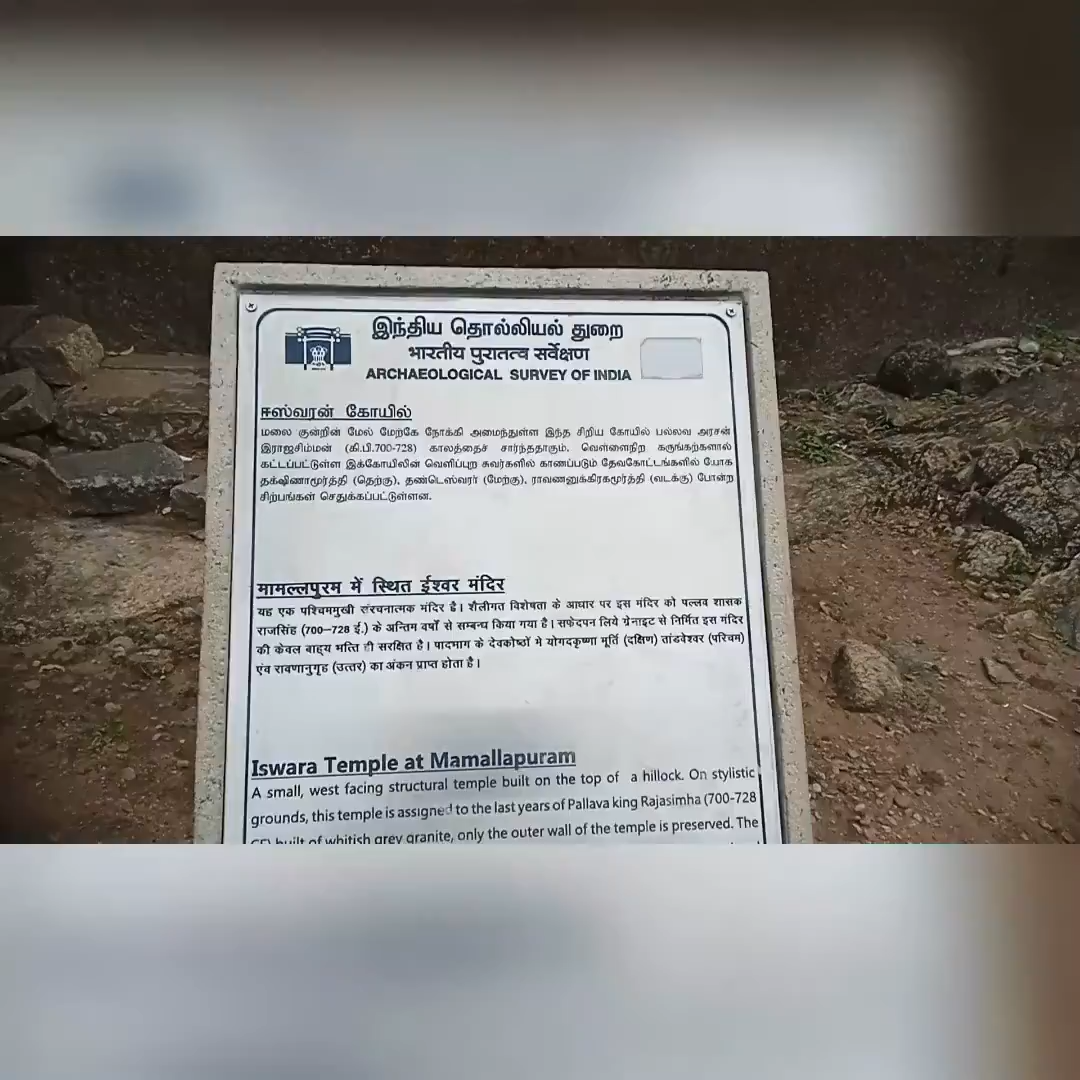 இந்திய தொல்லியல் துறை
भारतीय पुरातत्व सर्वेक्षण
ARCHAEOLOGICAL SURVEY OF INDIA
ஈஸ்வரன் கோயில்
மலை குன்றின் மேல் மேற்கே நோக்கி அமைந்துள்ள இந்த சிறிய கோயில் பல்லவ அரசன்
இராஜசிம்மன் (கி.பி.700-728) காலத்தைச் சார்ந்ததாகும். வெள்ளைநிற கருங்கற்களால்
கட்டப்பட்டுள்ள இக்கோயிலின் வெளிப்புற சுவர்களில் காணப்படும் தேவகோட்டங்களில் யோக
தக்ஷிணாமூர்த்தி (தெற்கு), தண்டெஸ்வரர் (மேற்கு), ராவணனுக்கிரகமூர்த்தி (வடக்கு) போன்ற
சிற்பங்கள் செதுக்கப்பட்டுள்ளன.
मामल्लपुरम में स्थित ईश्वर मंदिर
यह एक पश्चिममुखी संरचनात्मक मंदिर है। शैलीगत विशेषता के आधार पर इस मंदिर को पल्लव शासक
राजसिंह (700–728 ई.) के अन्तिम वर्षों से सम्बन्ध किया गया है। सफेदपन लिये ग्रेनाइट से निर्मित इस मंदिर
की केवल बाह्य भत्ति ही सरक्षित है। पादभाग के देवकोष्ठों मे योगदकृष्णा मूर्ति (दक्षिण) तांडवेश्वर (परिचम)
एंव रावणानुगृह (उत्तर) का अंकन प्राप्त होता है।
Iswara Temple at Mamallapuram
A small, west facing structural temple built on the top of a hillock. On stylistic
grounds, this temple is assigned to the last years of Pallava king Rajasimha (700-728
CE) built of whitish grey granite, only the outer wall of the temple is preserved. The